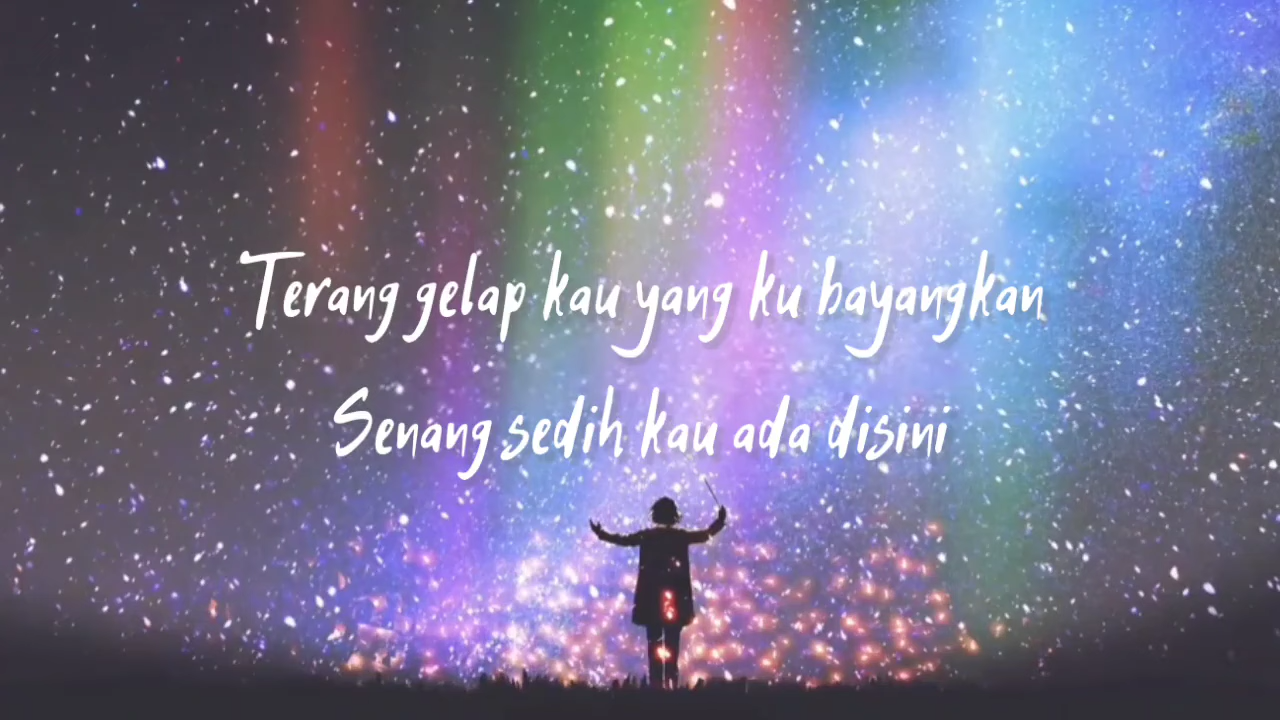 Terang gelap kau yang ku bayangkan
Senang sedih kau ada disini